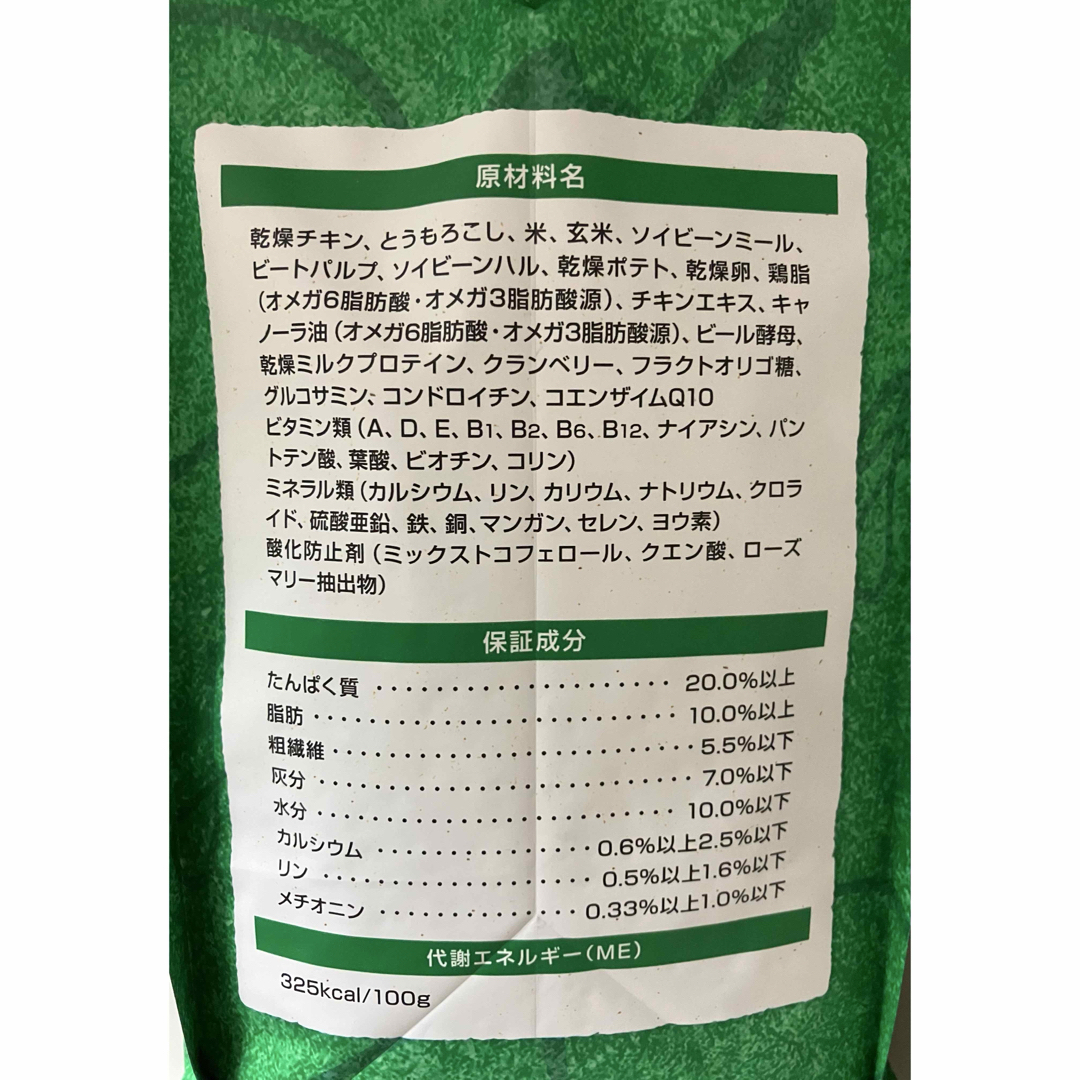 原材料名
乾燥チキン、とうもろこし、米、玄米、ソイビーンミール、
ビートパルプ、ソイビーンハル、乾燥ポテト、乾燥卵、鶏脂
(オメガ6脂肪酸・オメガ3脂肪酸源)、チキンエキス、キャ
ノーラ油(オメガ6脂肪酸・オメガ3脂肪酸源)、ビール酵母、
乾燥ミルクプロテイン、クランベリー、フラクトオリゴ糖、
グルコサミン、コンドロイチン、コエンザイムQ10
ビタミン類(A、D、E、B1、B2、B6、B12、ナイアシン、パン
トテン酸、葉酸、ビオチン、コリン)
ミネラル類(カルシウム、リン、カリウム、ナトリウム、クロラ
イド、硫酸亜鉛、鉄、銅、マンガン、セレン、ヨウ素)
酸化防止剤(ミックストコフェロール、クエン酸、ローズ
マリー抽出物)
保証成分
たんぱく質 ・・・・・・・・・・・・・・・・・・・・ 20.0%以上
脂肪 ・・・・・・・・・・・・・・・・・・・・・・・・・ 10.0%以上
粗繊維 ・・・・・・・・・・・・・・・・・・・・・・・・ 5.5%以下
灰分 ・・・・・・・・・・・・・・・・・・・・・・・・・ 7.0%以下
水分 ・・・・・・・・・・・・・・・・・・・・・・・・ 10.0%以下
カルシウム ・・・・・・・・・・・・・・・ 0.6%以上2.5%以下
リン ・・・・・・・・・・・・・・・・・・・ 0.5%以上1.6%以下
メチオニン ・・・・・・・・・・・・・・ 0.33%以上1.0%以下
代謝エネルギー(ME)
325kcal/100g